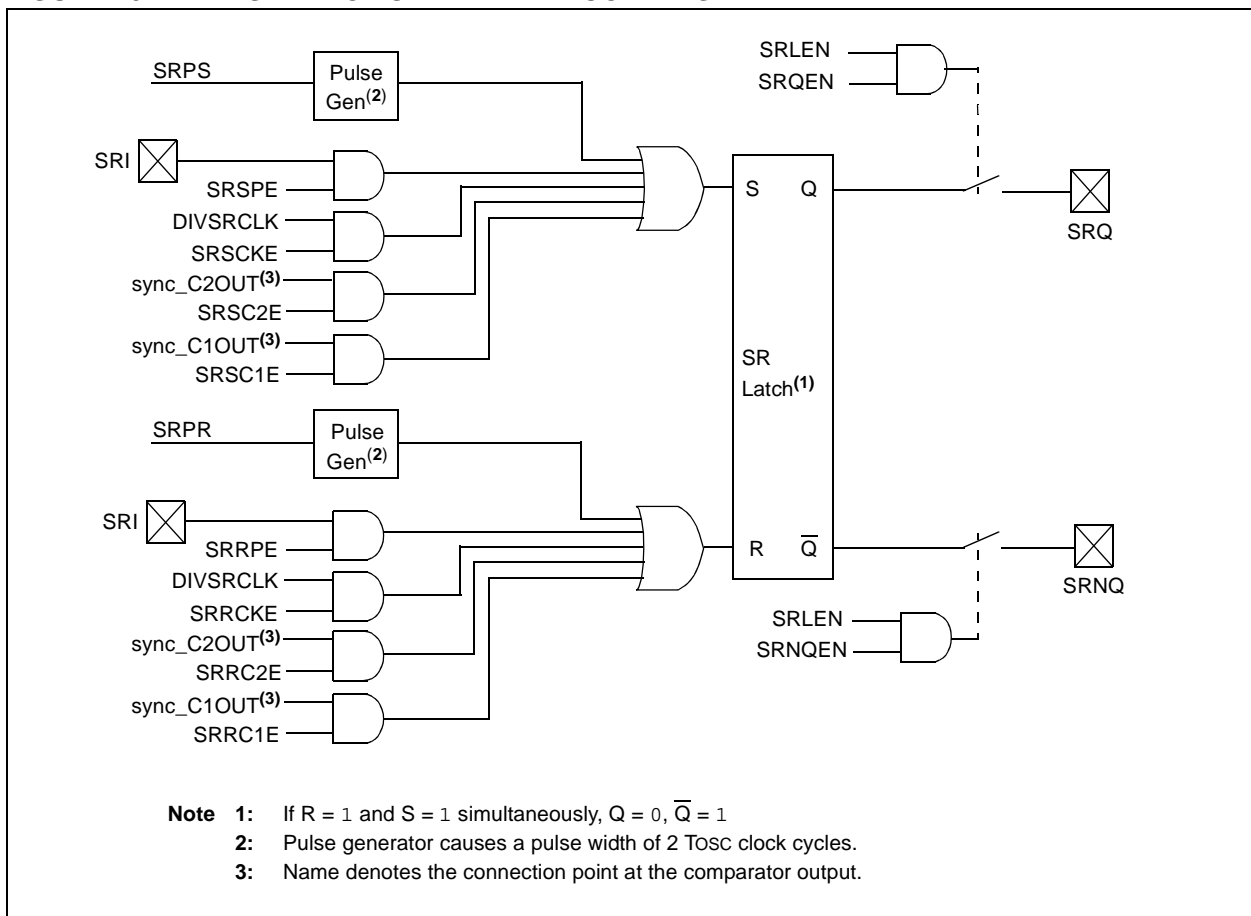 SRPS
Pulse
Gen(2)
SRI
SRSPE
DIVSRCLK
SRSCKE
sync_C2OUT(3)
SRSC2E
sync_C1OUT(3)
SRSC1E
SRPR
Pulse
Gen(2)
SRI
SRRPE
DIVSRCLK
SRRCKE
sync_C2OUT(3)
SRRC2E
sync_C1OUT(3)
SRRC1E
S Q
SR
Latch(1)
R Q̅
SRLEN
SRQEN
SRQ
SRNQ
SRLEN
SRNQEN
Note 1: If R = 1 and S = 1 simultaneously, Q = 0, Q̅ = 1
2: Pulse generator causes a pulse width of 2 TOSC clock cycles.
3: Name denotes the connection point at the comparator output.